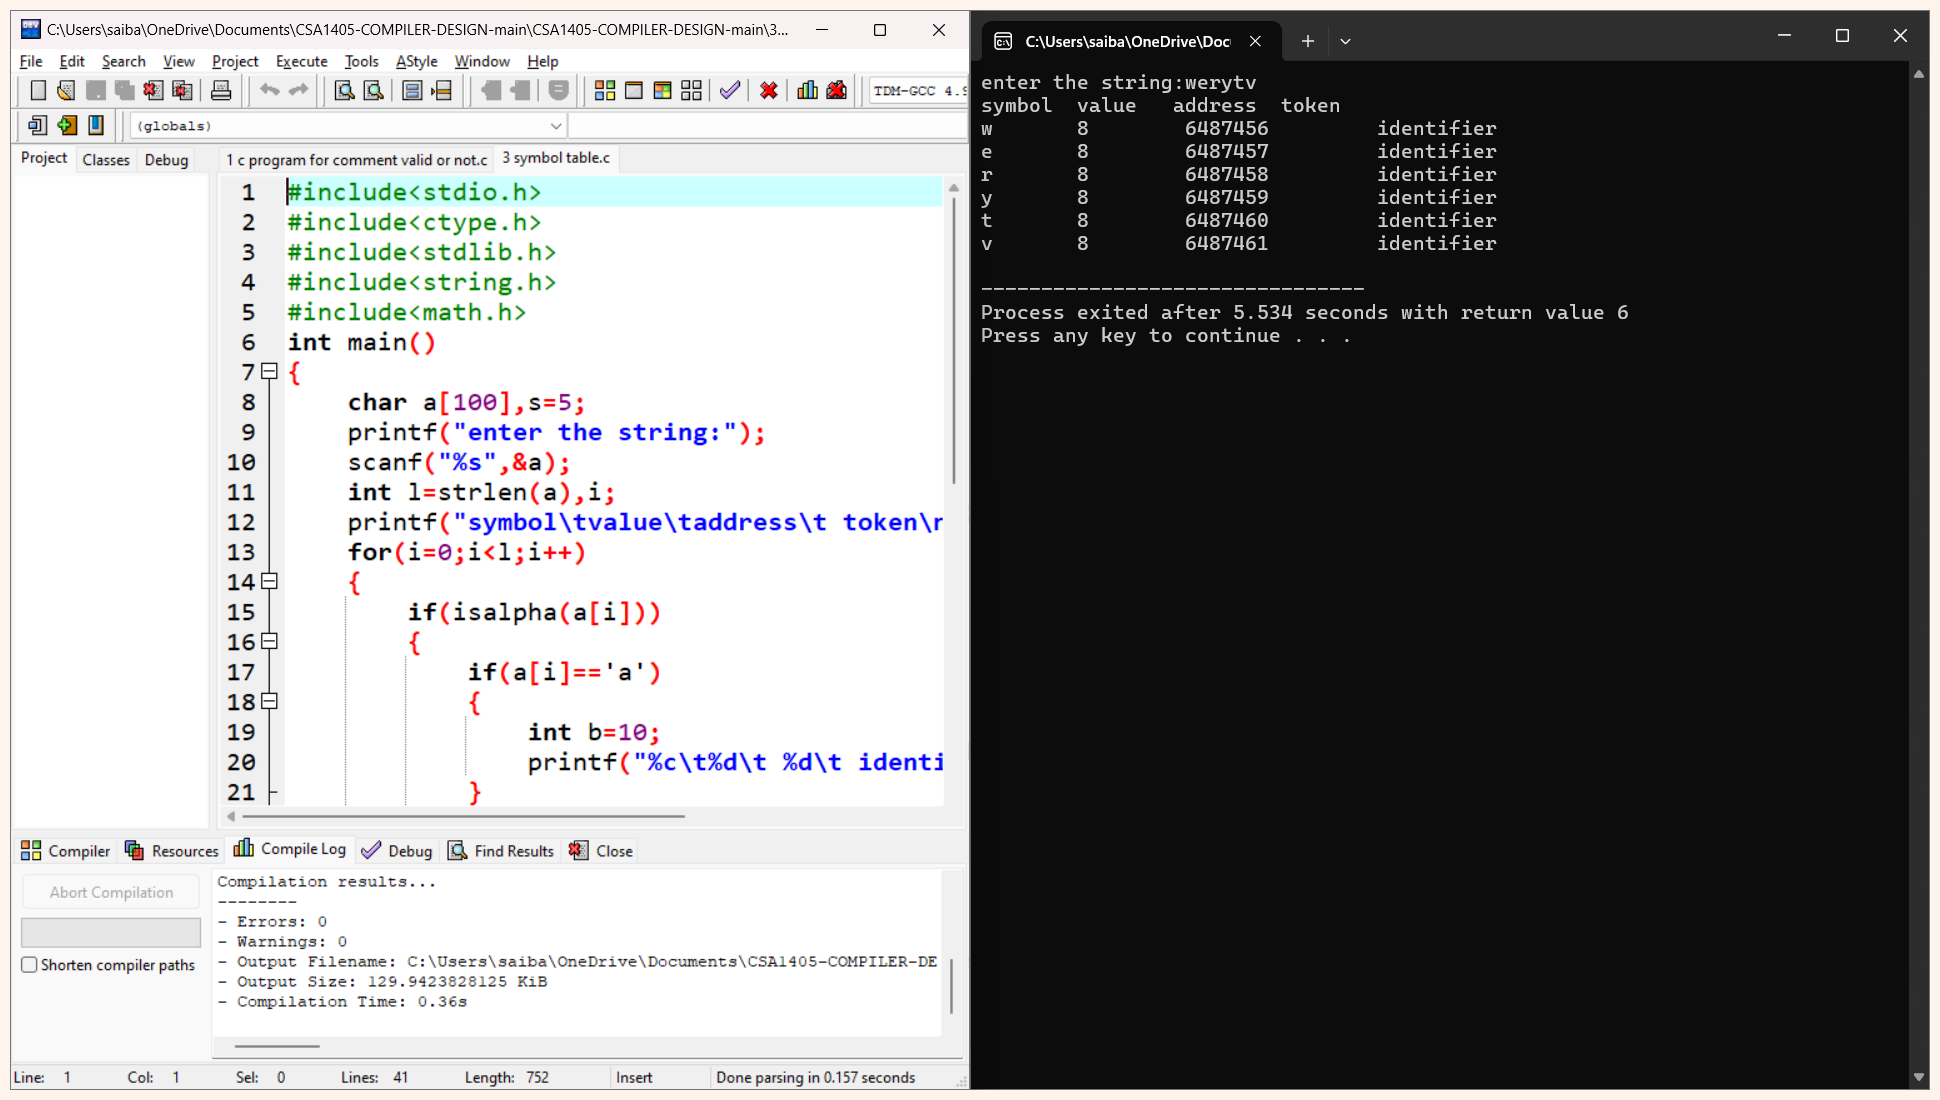 C:\Users\saiba\OneDrive\Documents\CSA1405-COMPILER-DESIGN-main\CSA1405-COMPILER-DESIGN-main\3...
File Edit Search View Project Execute Tools AStyle Window Help
TDM-GCC 4.9
(globals)
Project Classes Debug
1 c program for comment valid or not.c 3 symbol table.c
1 #include<stdio.h>
2 #include<ctype.h>
3 #include<stdlib.h>
4 #include<string.h>
5 #include<math.h>
6 int main()
7 {
8 char a[100],s=5;
9 printf("enter the string:");
10 scanf("%s",&a);
11 int l=strlen(a),i;
12 printf("symbol\tvalue\taddress\t token\n
13 for(i=0;i<l;i++)
14 {
15 if(isalpha(a[i]))
16 {
17 if(a[i]=='a')
18 {
19 int b=10;
20 printf("%c\t%d\t %d\t identi
21 }
Compiler Resources Compile Log Debug Find Results Close
Abort Compilation
Shorten compiler paths
Compilation results...
--------
- Errors: 0
- Warnings: 0
- Output Filename: C:\Users\saiba\OneDrive\Documents\CSA1405-COMPILER-DE
- Output Size: 129.9423828125 KiB
- Compilation Time: 0.36s
Line: 1 Col: 1 Sel: 0 Lines: 41 Length: 752 Insert Done parsing in 0.157 seconds
C:\Users\saiba\OneDrive\Doc
enter the string:werytv
symbol value address token
w 8 6487456 identifier
e 8 6487457 identifier
r 8 6487458 identifier
y 8 6487459 identifier
t 8 6487460 identifier
v 8 6487461 identifier
--------------------------------
Process exited after 5.534 seconds with return value 6
Press any key to continue . . .